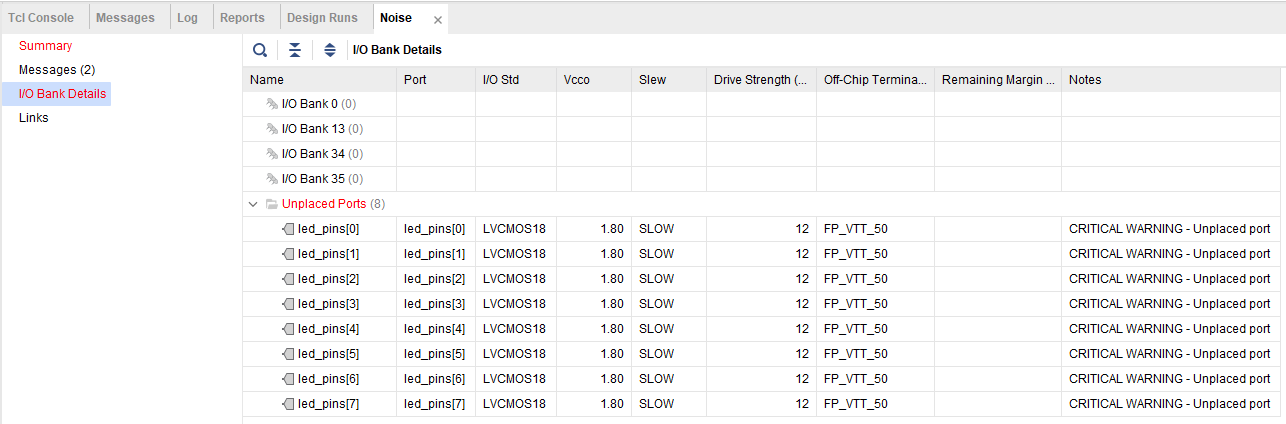 Tcl Console Messages Log Reports Design Runs Noise ×
Summary
Messages (2)
I/O Bank Details
Links
I/O Bank Details
Name Port I/O Std Vcco Slew Drive Strength (... Off-Chip Termina... Remaining Margin ... Notes
I/O Bank 0 (0)
I/O Bank 13 (0)
I/O Bank 34 (0)
I/O Bank 35 (0)
Unplaced Ports (8)
led_pins[0] led_pins[0] LVCMOS18 1.80 SLOW 12 FP_VTT_50 CRITICAL WARNING - Unplaced port
led_pins[1] led_pins[1] LVCMOS18 1.80 SLOW 12 FP_VTT_50 CRITICAL WARNING - Unplaced port
led_pins[2] led_pins[2] LVCMOS18 1.80 SLOW 12 FP_VTT_50 CRITICAL WARNING - Unplaced port
led_pins[3] led_pins[3] LVCMOS18 1.80 SLOW 12 FP_VTT_50 CRITICAL WARNING - Unplaced port
led_pins[4] led_pins[4] LVCMOS18 1.80 SLOW 12 FP_VTT_50 CRITICAL WARNING - Unplaced port
led_pins[5] led_pins[5] LVCMOS18 1.80 SLOW 12 FP_VTT_50 CRITICAL WARNING - Unplaced port
led_pins[6] led_pins[6] LVCMOS18 1.80 SLOW 12 FP_VTT_50 CRITICAL WARNING - Unplaced port
led_pins[7] led_pins[7] LVCMOS18 1.80 SLOW 12 FP_VTT_50 CRITICAL WARNING - Unplaced port